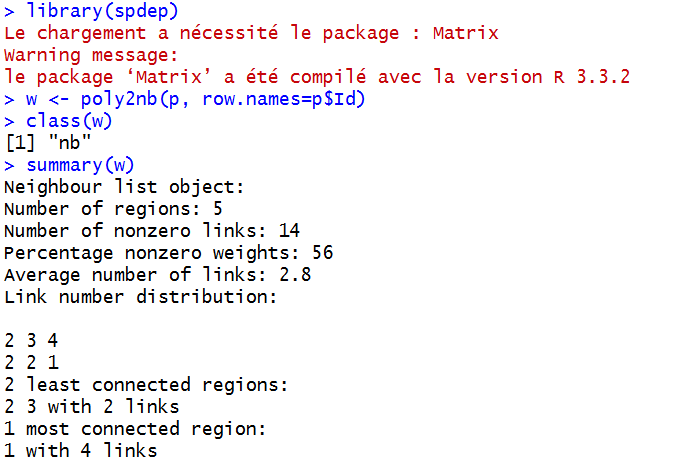 > library(spdep)
Le chargement a nécessité le package : Matrix
Warning message:
le package ‘Matrix’ a été compilé avec la version R 3.3.2
> w <- poly2nb(p, row.names=p$Id)
> class(w)
[1] "nb"
> summary(w)
Neighbour list object:
Number of regions: 5
Number of nonzero links: 14
Percentage nonzero weights: 56
Average number of links: 2.8
Link number distribution:

2 3 4
2 2 1
2 least connected regions:
2 3 with 2 links
1 most connected region:
1 with 4 links